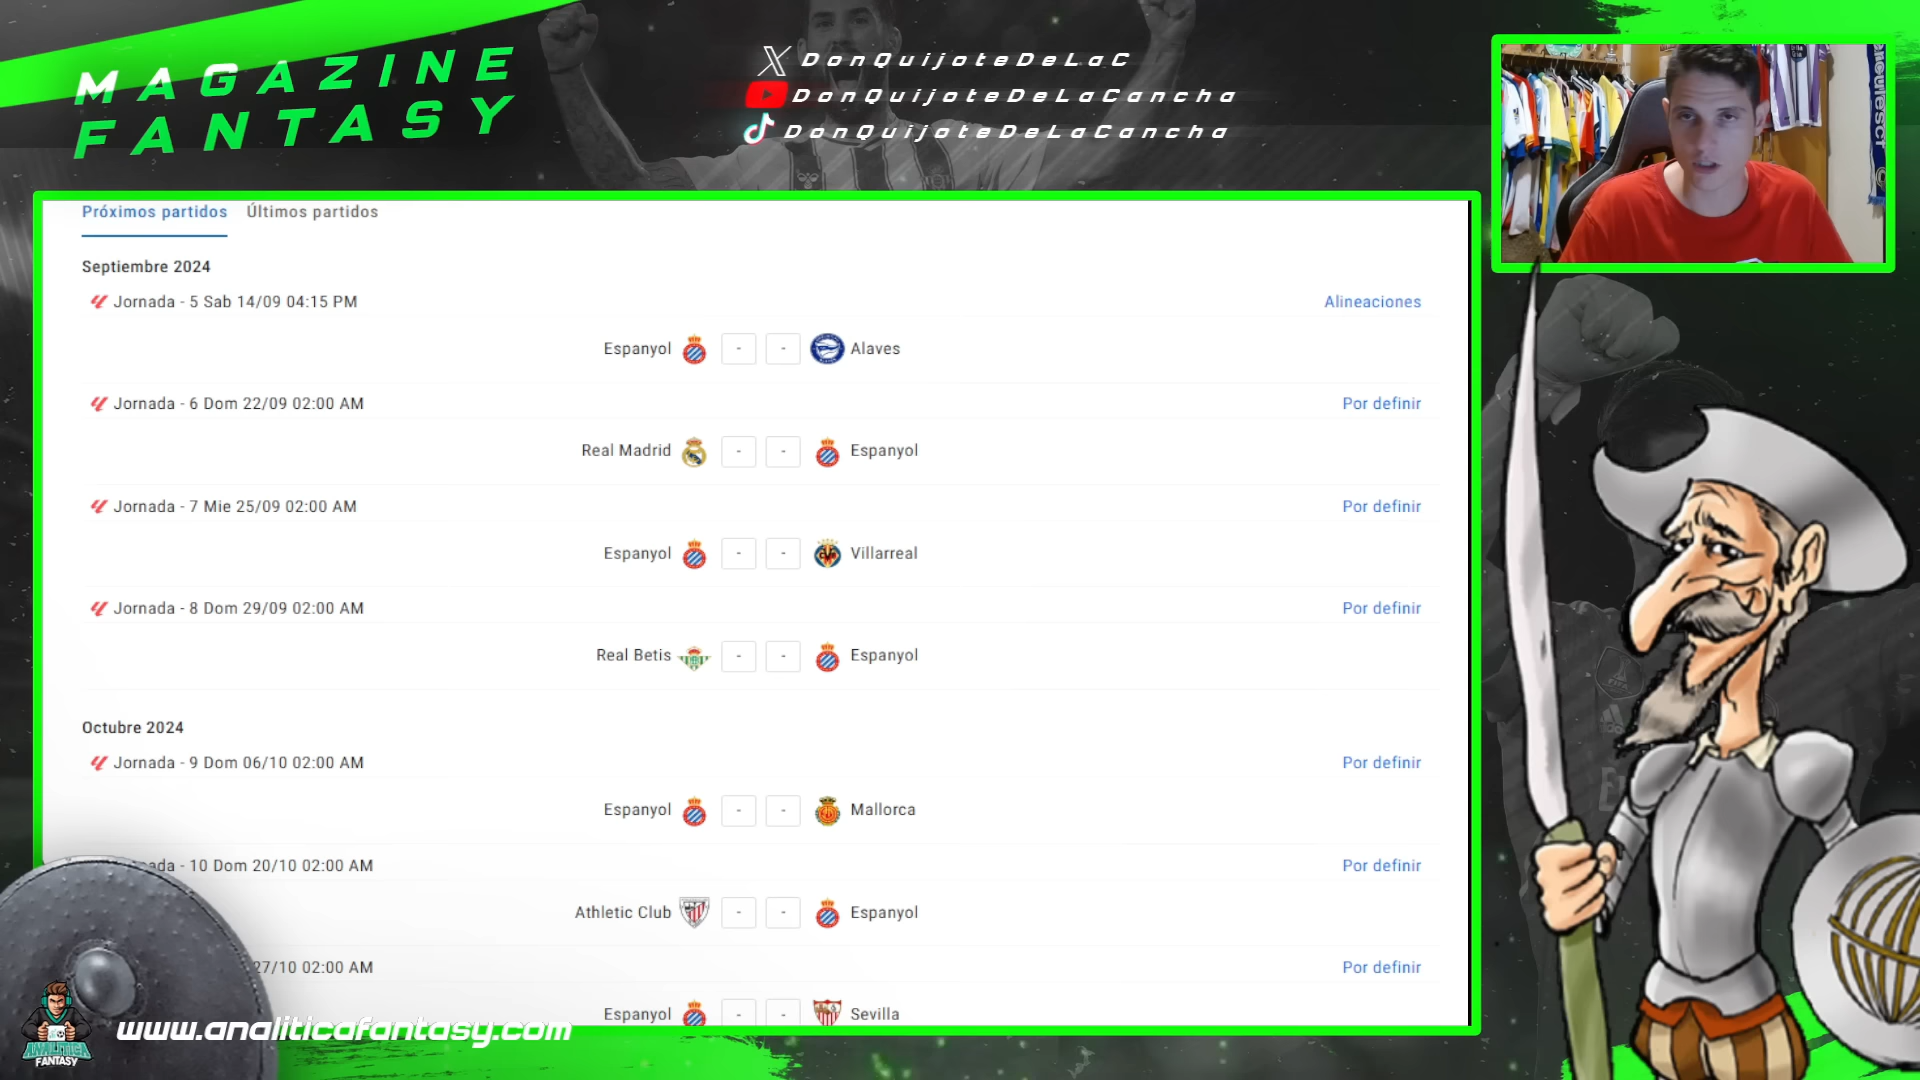 MAGAZINE
FANTASY
DonQuijoteDeLaC
DonQuijoteDeLaCancha
DonQuijoteDeLaCancha
Próximos partidos Últimos partidos
Septiembre 2024
Jornada - 5 Sab 14/09 04:15 PM Alineaciones
Espanyol - - Alaves
Jornada - 6 Dom 22/09 02:00 AM Por definir
Real Madrid - - Espanyol
Jornada - 7 Mie 25/09 02:00 AM Por definir
Espanyol - - Villarreal
Jornada - 8 Dom 29/09 02:00 AM Por definir
Real Betis - - Espanyol
Octubre 2024
Jornada - 9 Dom 06/10 02:00 AM Por definir
Espanyol - - Mallorca
ada - 10 Dom 20/10 02:00 AM Por definir
Athletic Club - - Espanyol
27/10 02:00 AM Por definir
Espanyol - - Sevilla
ANALITICA
FANTASY
www.analiticafantasy.com